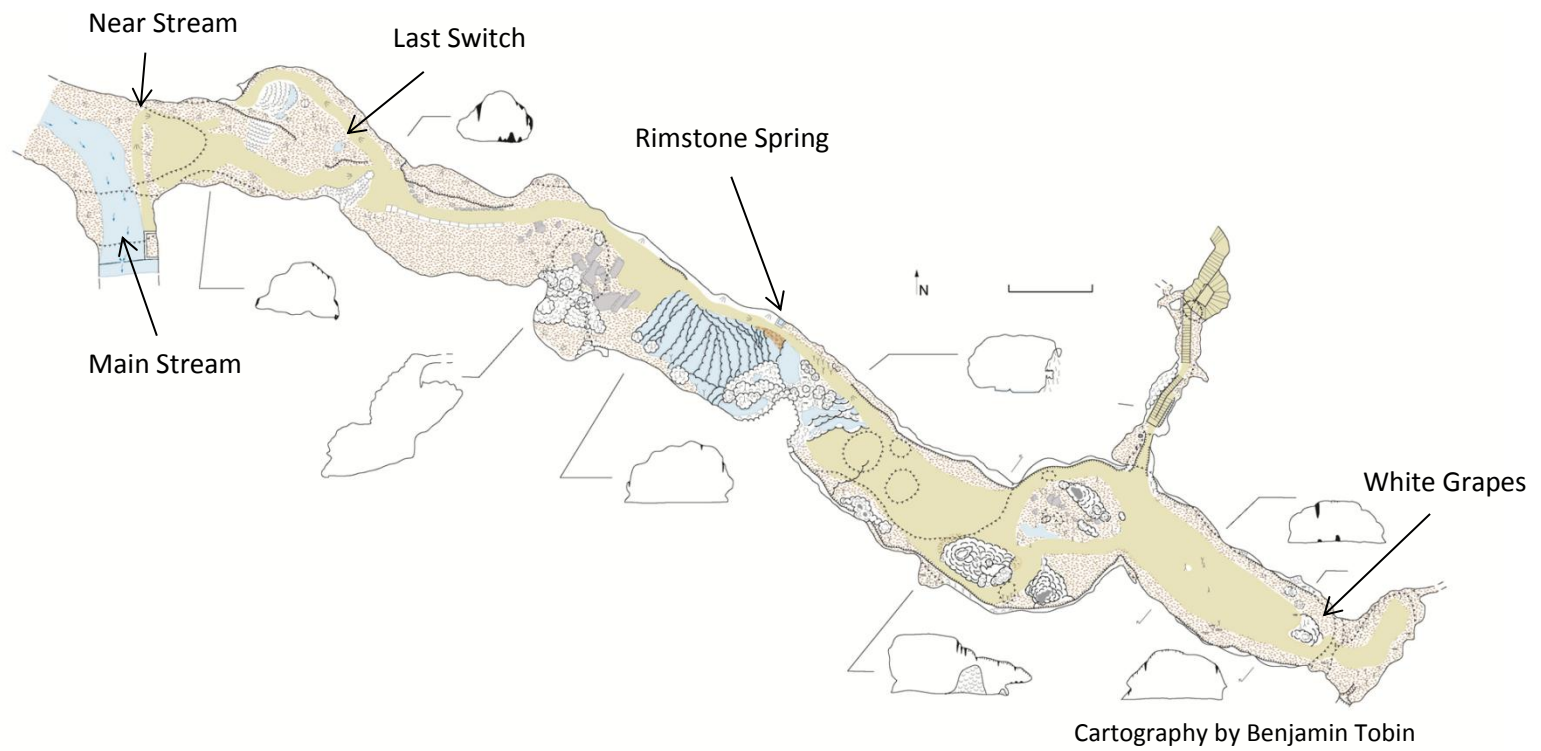 Near Stream
Last Switch
Rimstone Spring
N
Main Stream
White Grapes
Cartography by Benjamin Tobin